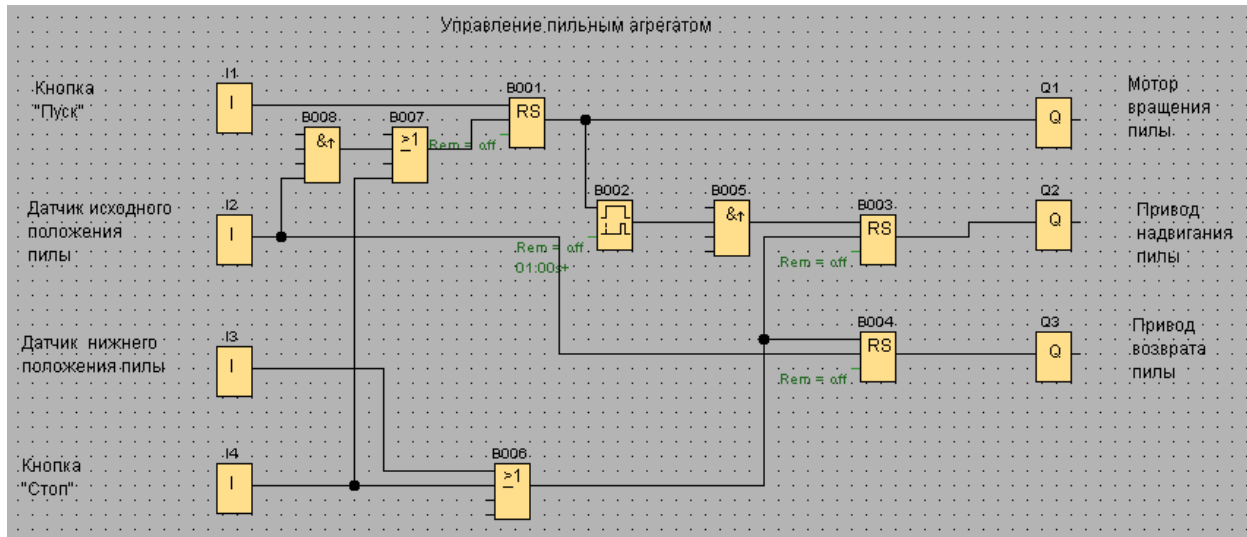 Управление пильным агрегатом
Кнопка
"Пуск"
I1
I
B008
&↑
B007
>1
B001
RS
Rem = off
Q1
Q
Мотор
вращения
пилы
Датчик исходного
положения
пилы
I2
I
B002
Rem = off
01:00s+
B005
&↑
B003
RS
Rem = off
Q2
Q
Привод
надвигания
пилы
Датчик нижнего
положения пилы
I3
I
B004
RS
Rem = off
Q3
Q
Привод
возврата
пилы
Кнопка
"Стоп"
I4
I
B006
>1